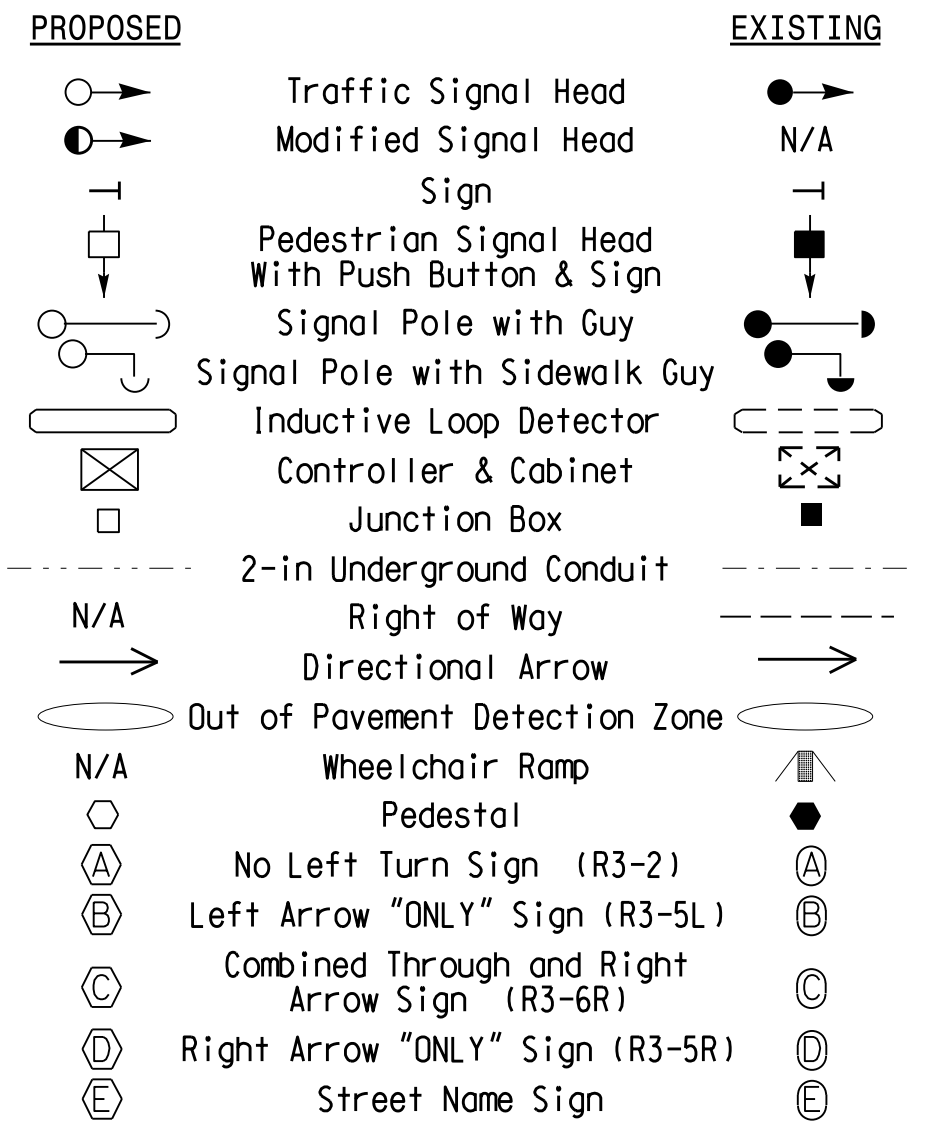 PROPOSED EXISTING
Traffic Signal Head
Modified Signal Head N/A
Sign
Pedestrian Signal Head
With Push Button & Sign
Signal Pole with Guy
Signal Pole with Sidewalk Guy
Inductive Loop Detector
Controller & Cabinet
Junction Box
2-in Underground Conduit
N/A Right of Way
Directional Arrow
Out of Pavement Detection Zone
N/A Wheelchair Ramp
Pedestal
A No Left Turn Sign (R3-2) A
B Left Arrow "ONLY" Sign (R3-5L) B
Combined Through and Right
C Arrow Sign (R3-6R) C
D Right Arrow "ONLY" Sign (R3-5R) D
E Street Name Sign E